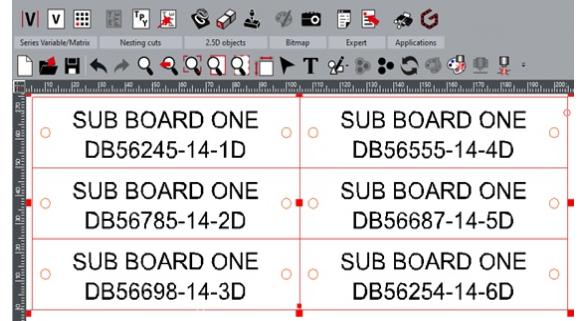 Series Variable/Matrix Nesting cuts 2.5D objects Bitmap Expert Applications
SUB BOARD ONE
DB56245-14-1D
SUB BOARD ONE
DB56555-14-4D
SUB BOARD ONE
DB56785-14-2D
SUB BOARD ONE
DB56687-14-5D
SUB BOARD ONE
DB56698-14-3D
SUB BOARD ONE
DB56254-14-6D